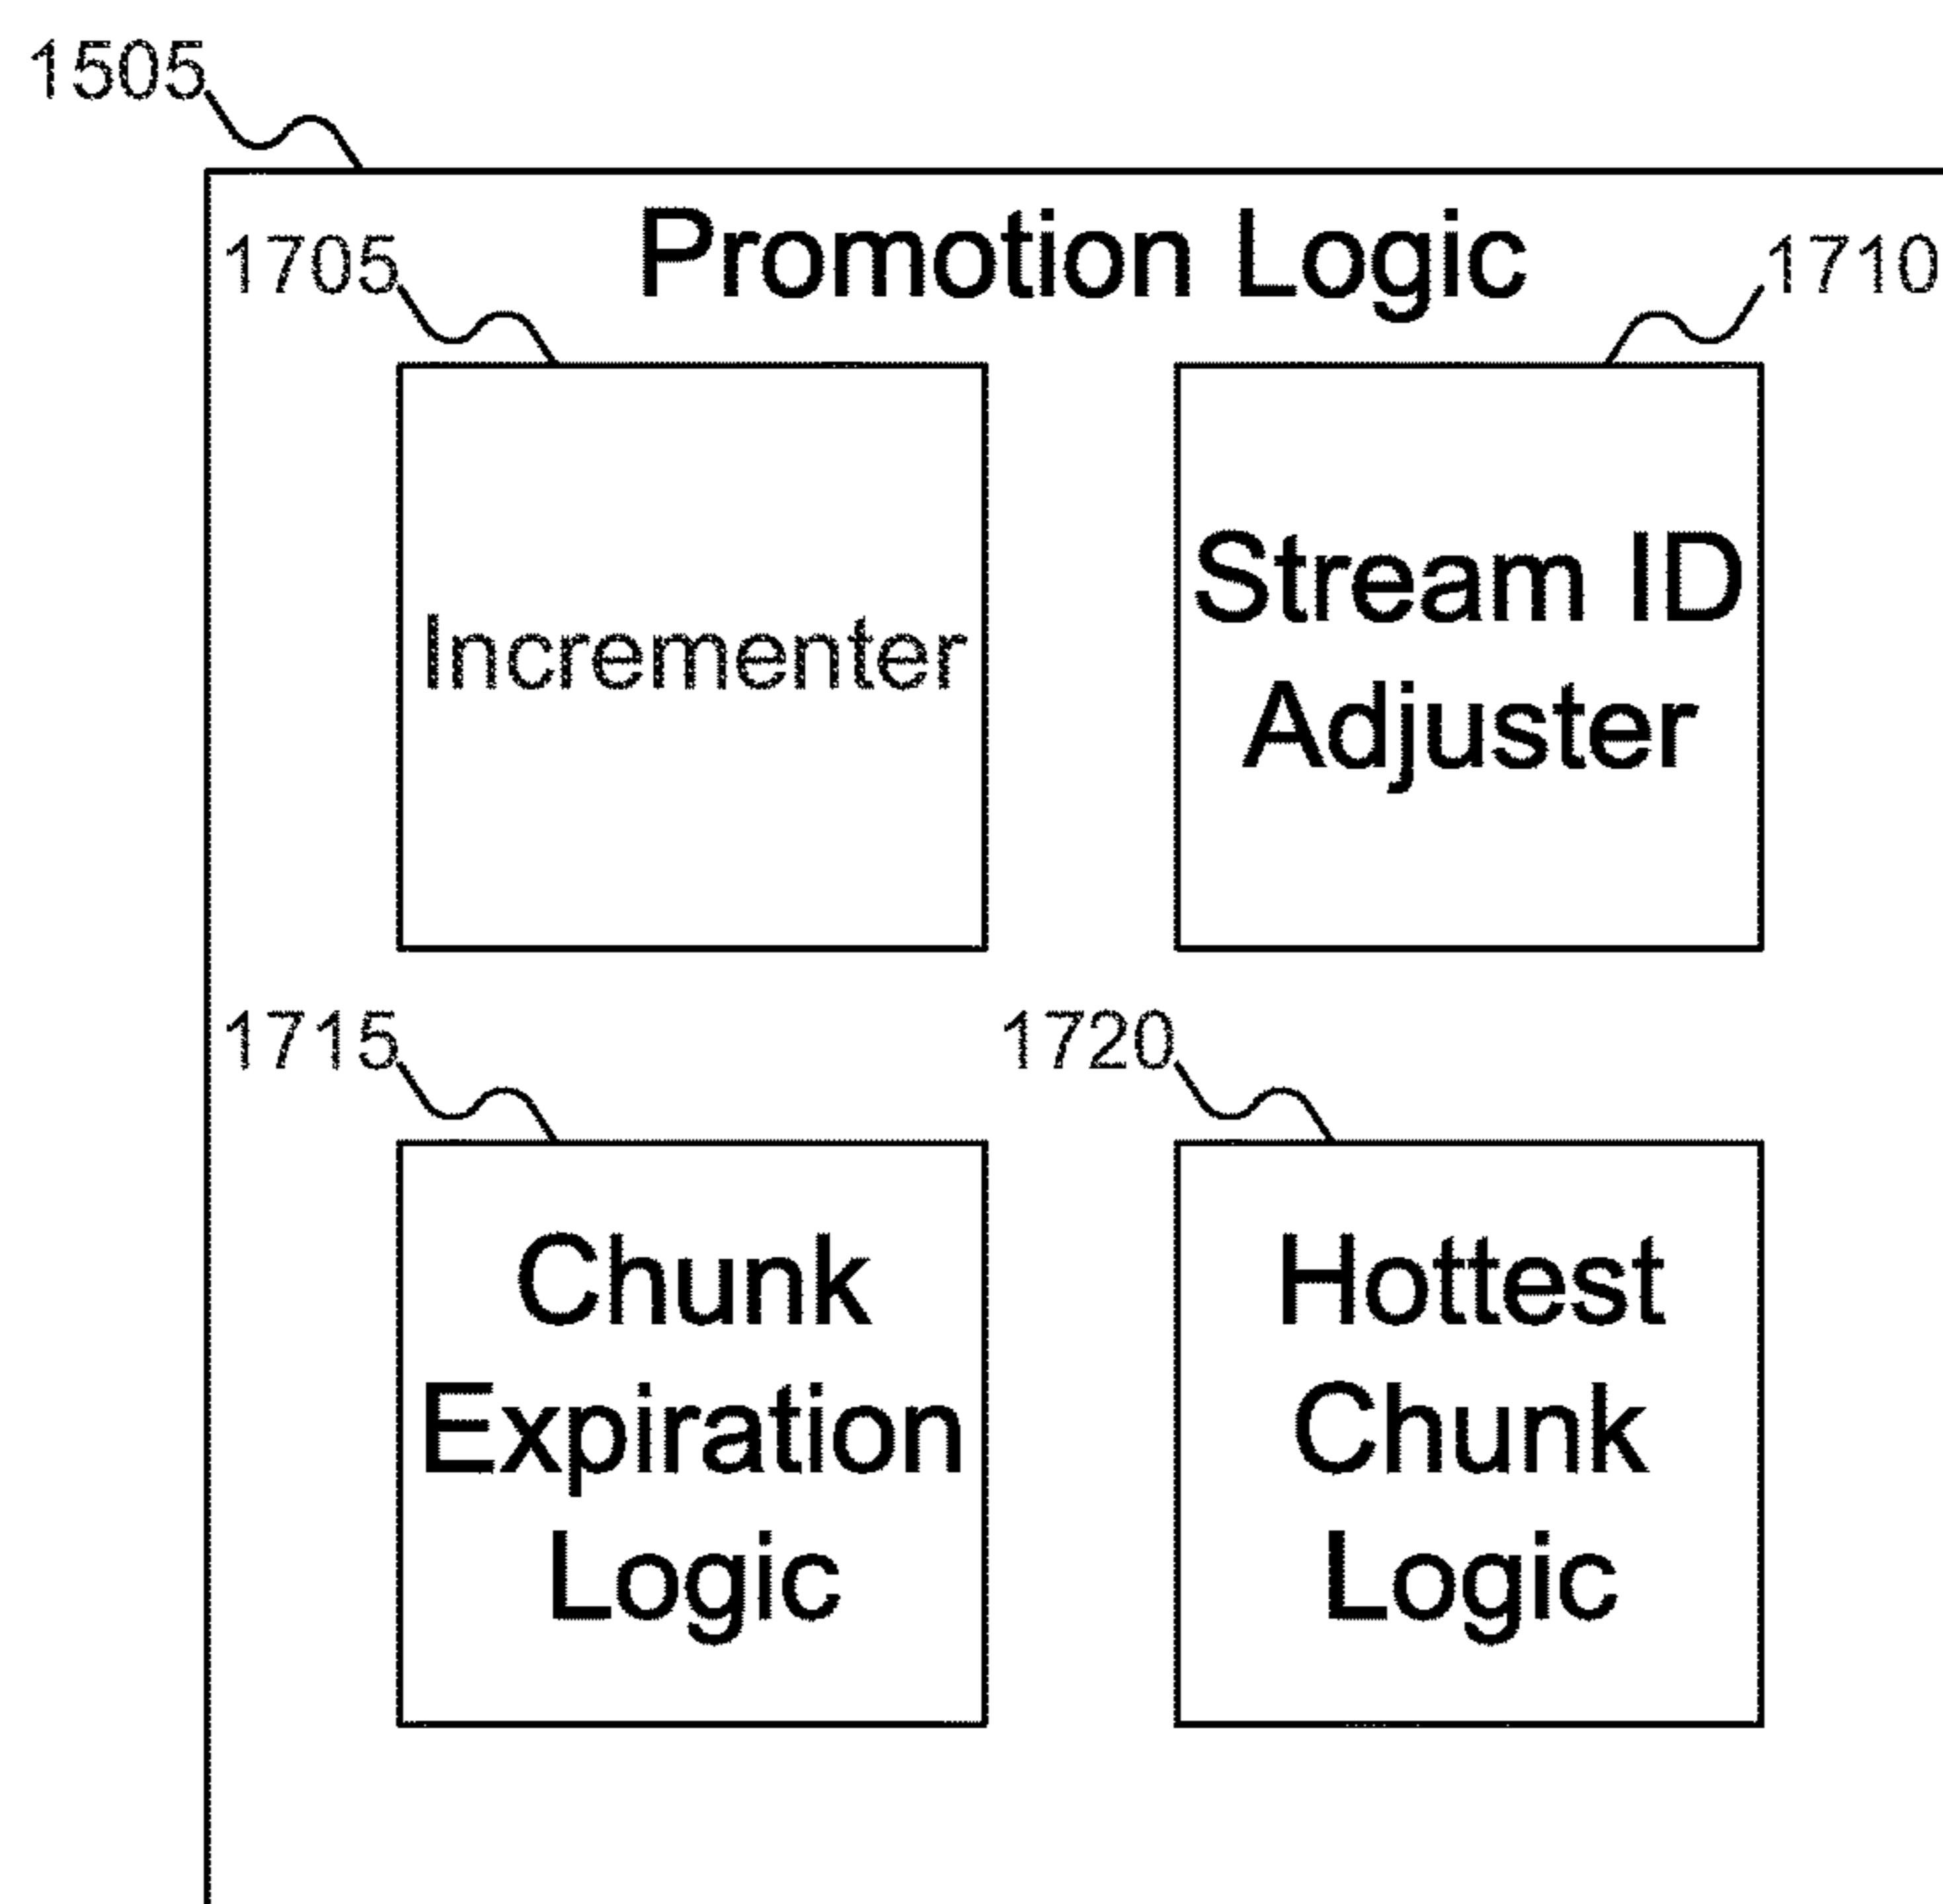 1505
Promotion Logic
1705
1710
Incrementer
Stream ID
Adjuster
1715
1720
Chunk
Expiration
Logic
Hottest
Chunk
Logic